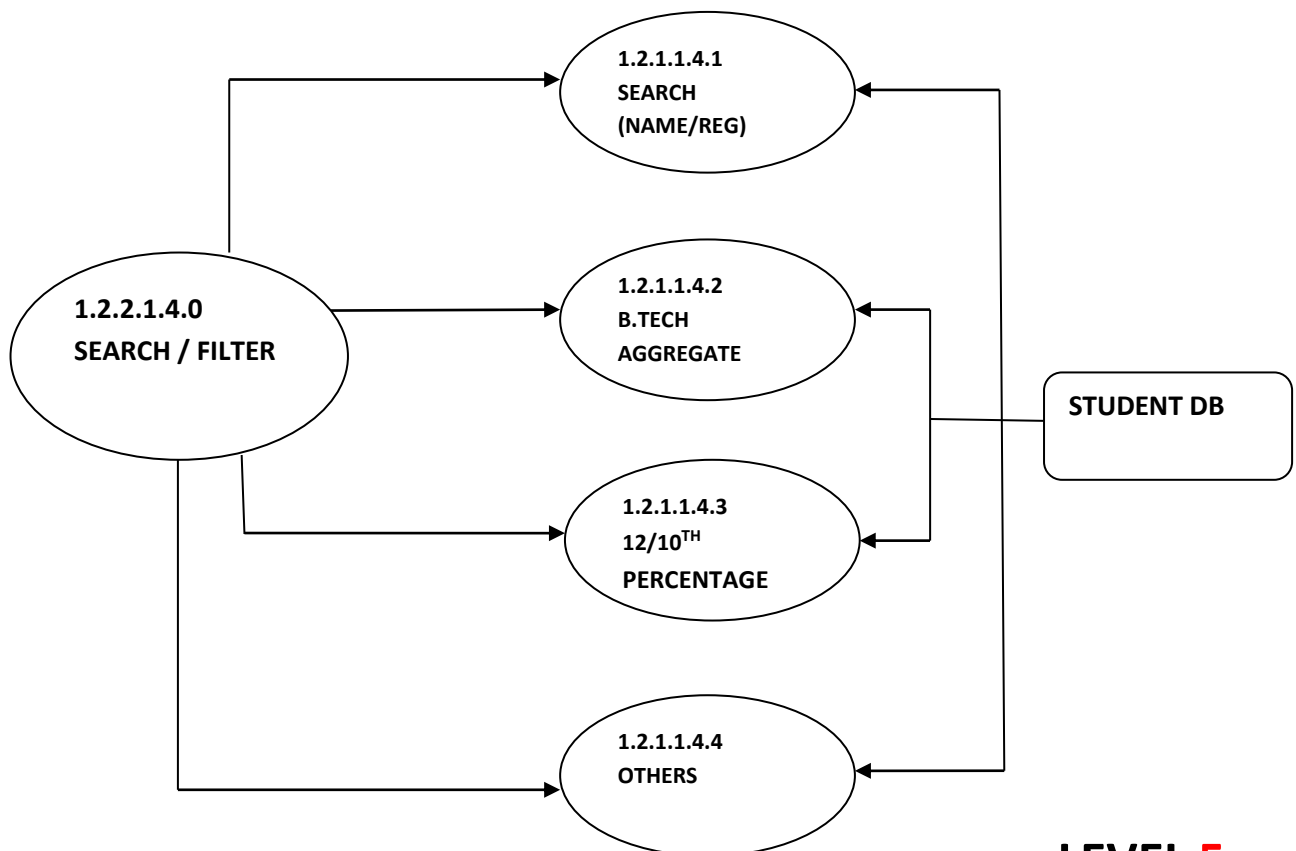 1.2.1.1.4.1
SEARCH
(NAME/REG)
1.2.2.1.4.0
SEARCH / FILTER
1.2.1.1.4.2
B.TECH
AGGREGATE
STUDENT DB
1.2.1.1.4.3
12/10TH
PERCENTAGE
1.2.1.1.4.4
OTHERS
LEVEL 5